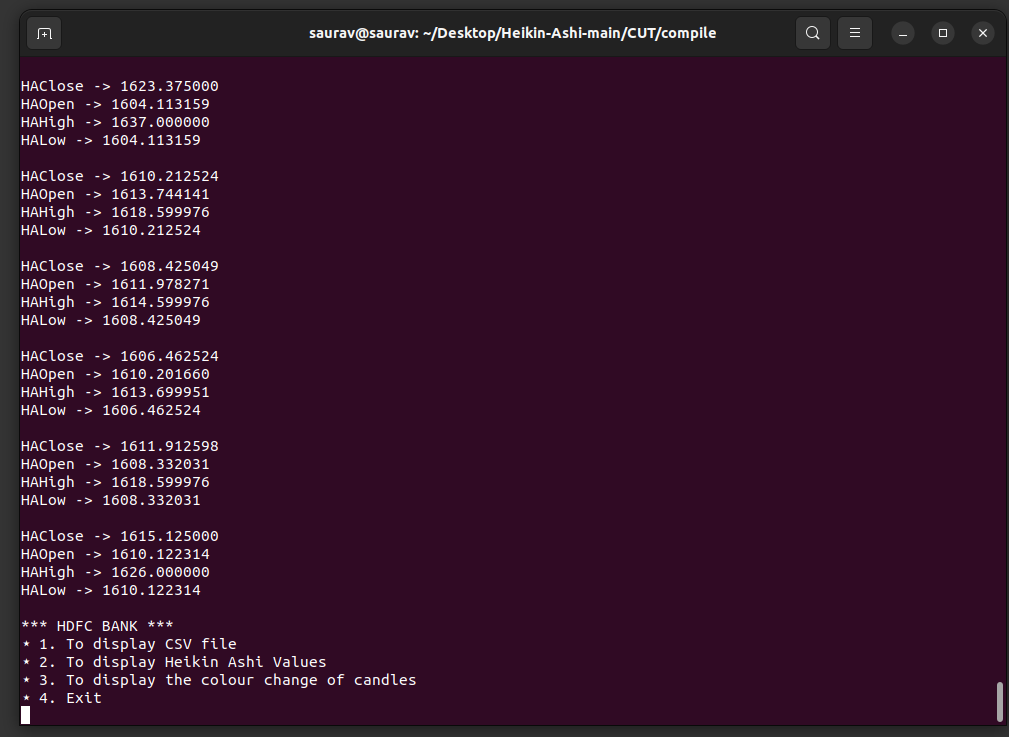 saurav@saurav: ~/Desktop/Heikin-Ashi-main/CUT/compile
HAClose -> 1623.375000
HAOpen -> 1604.113159
HAHigh -> 1637.000000
HALow -> 1604.113159
HAClose -> 1610.212524
HAOpen -> 1613.744141
HAHigh -> 1618.599976
HALow -> 1610.212524
HAClose -> 1608.425049
HAOpen -> 1611.978271
HAHigh -> 1614.599976
HALow -> 1608.425049
HAClose -> 1606.462524
HAOpen -> 1610.201660
HAHigh -> 1613.699951
HALow -> 1606.462524
HAClose -> 1611.912598
HAOpen -> 1608.332031
HAHigh -> 1618.599976
HALow -> 1608.332031
HAClose -> 1615.125000
HAOpen -> 1610.122314
HAHigh -> 1626.000000
HALow -> 1610.122314
*** HDFC BANK ***
* 1. To display CSV file
* 2. To display Heikin Ashi Values
* 3. To display the colour change of candles
* 4. Exit